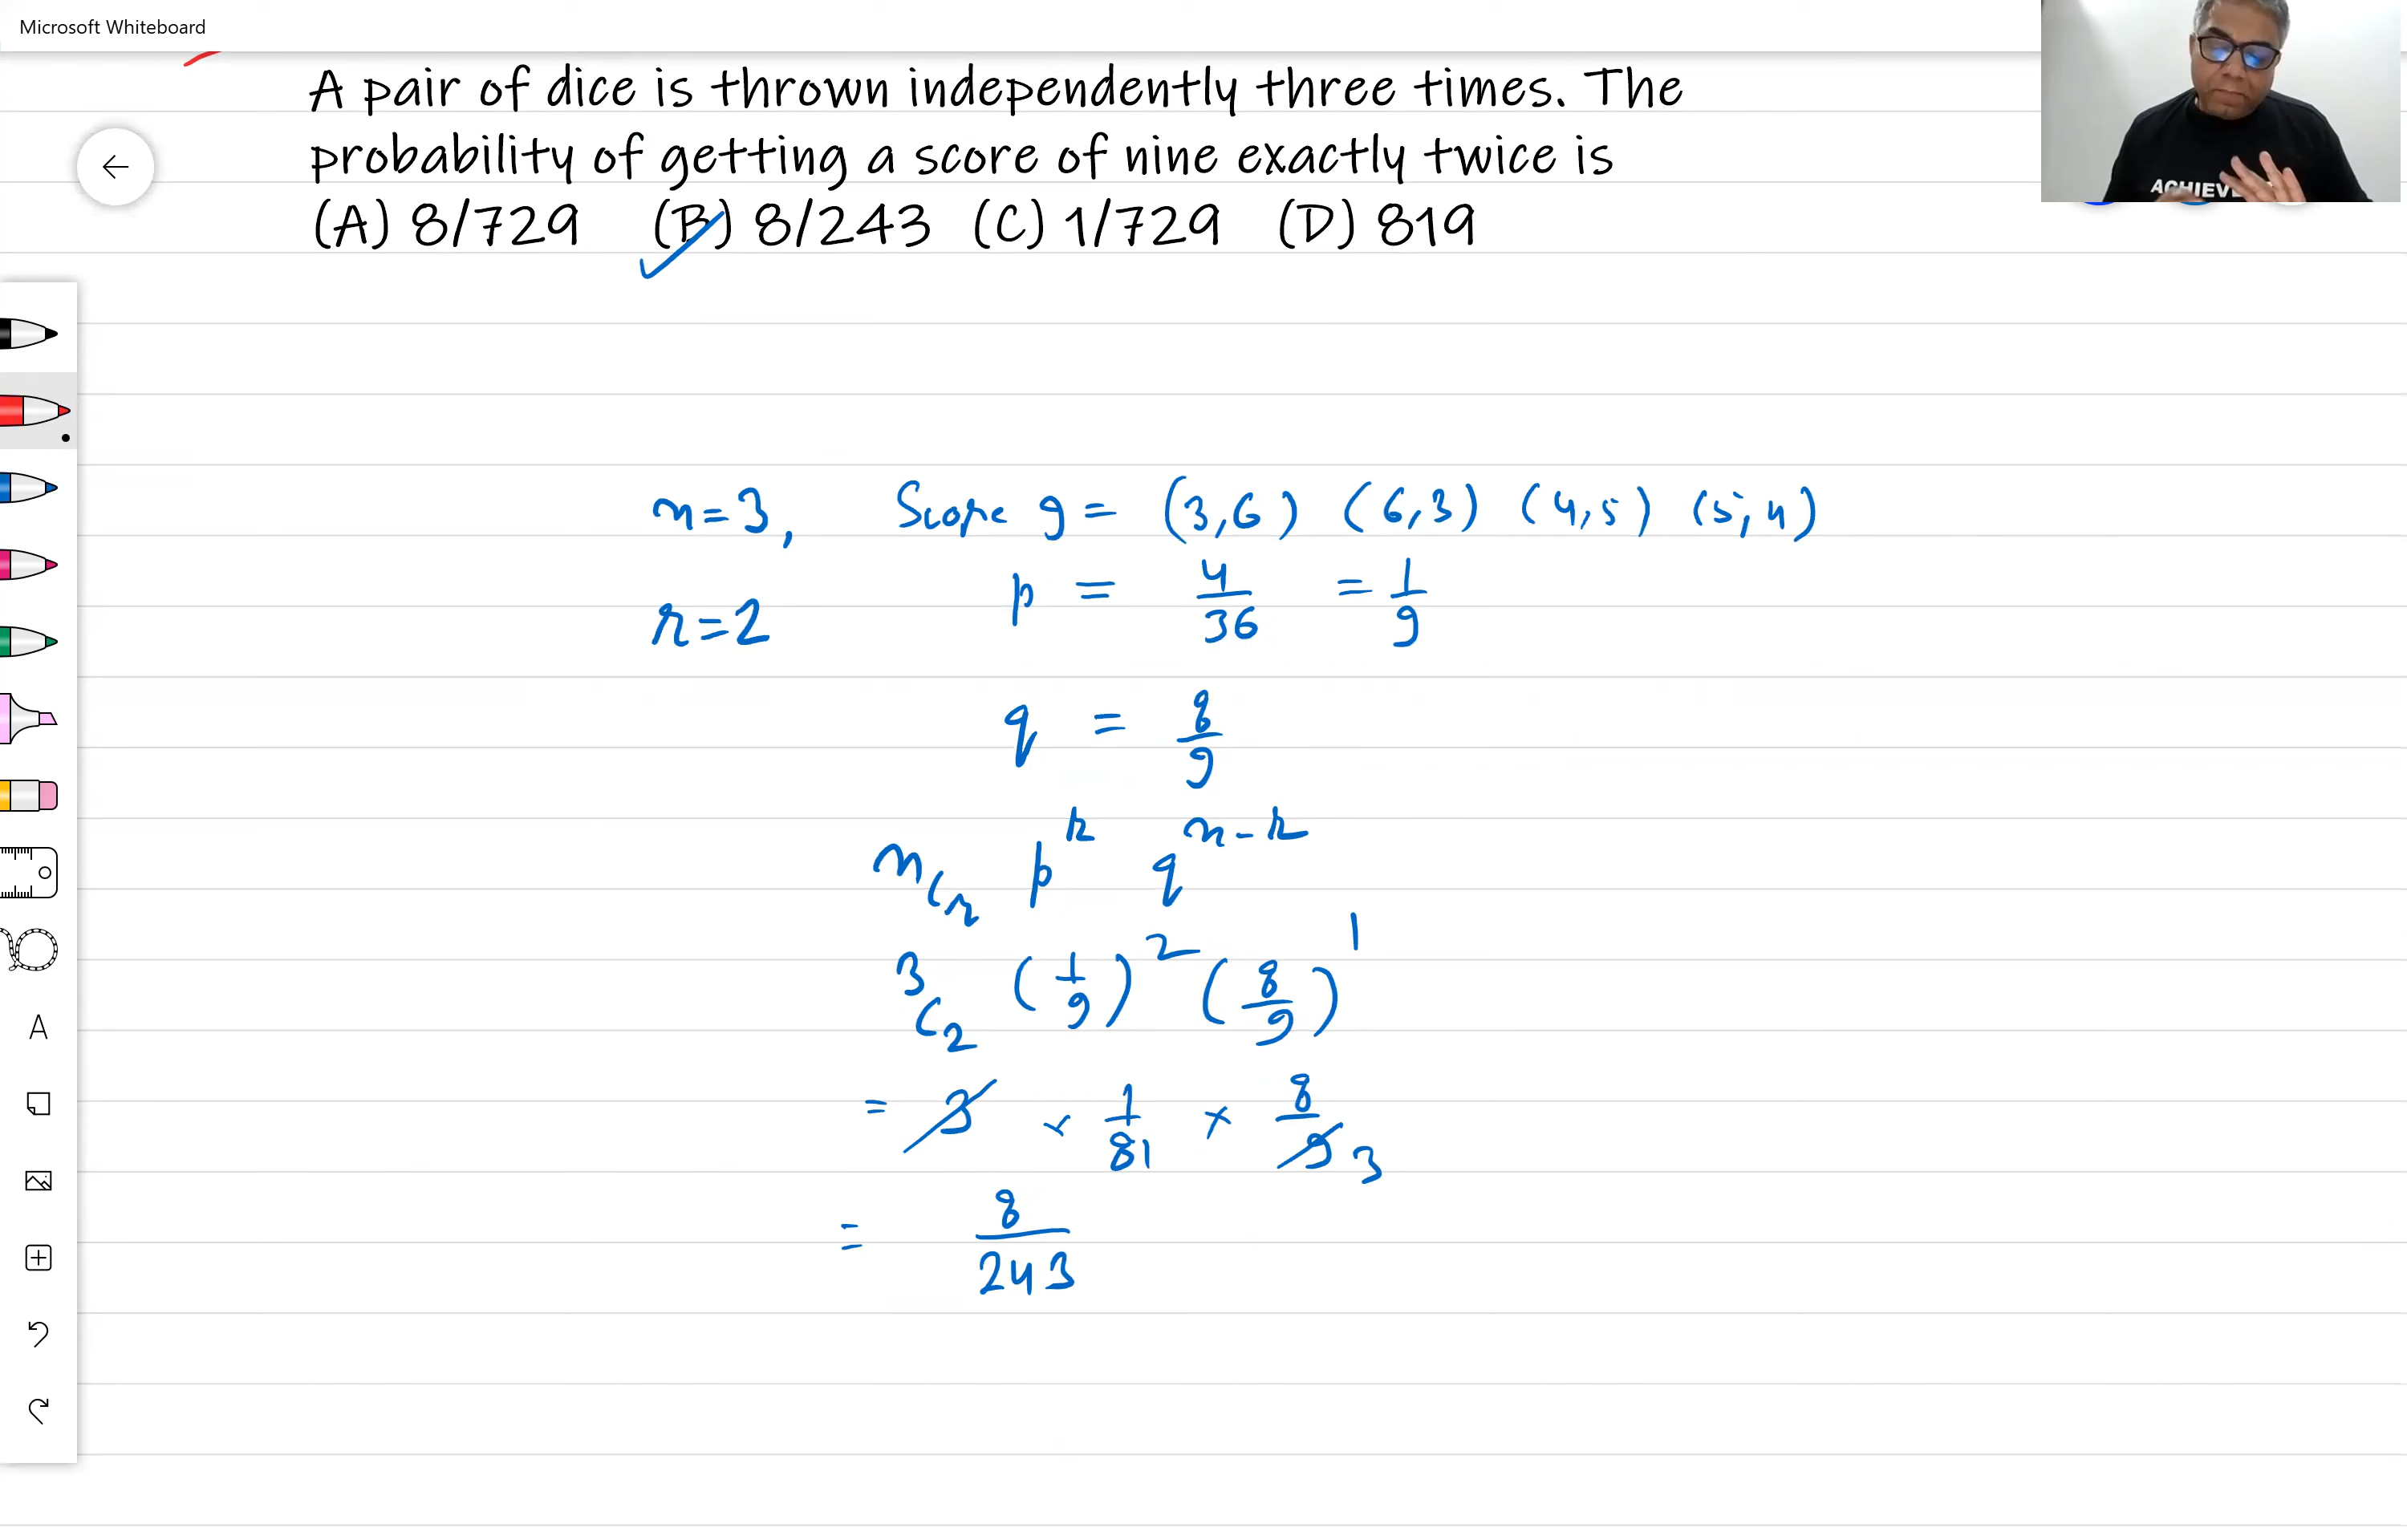 Microsoft Whiteboard
A pair of dice is thrown independently three times. The
probability of getting a score of nine exactly twice is
(A) 8/729 (B) 8/243 (C) 1/729 (D) 819
ACHIEVE
n=3, Score 9 = (3,6) (6,3) (4,5) (5,4)
r=2 p = 4/36 = 1/9
q = 8/9
nCr p^r q^n-r
3C2 (1/9)^2 (8/9)^1
= 3 × 1/81 × 8/9 3
= 8/243
A